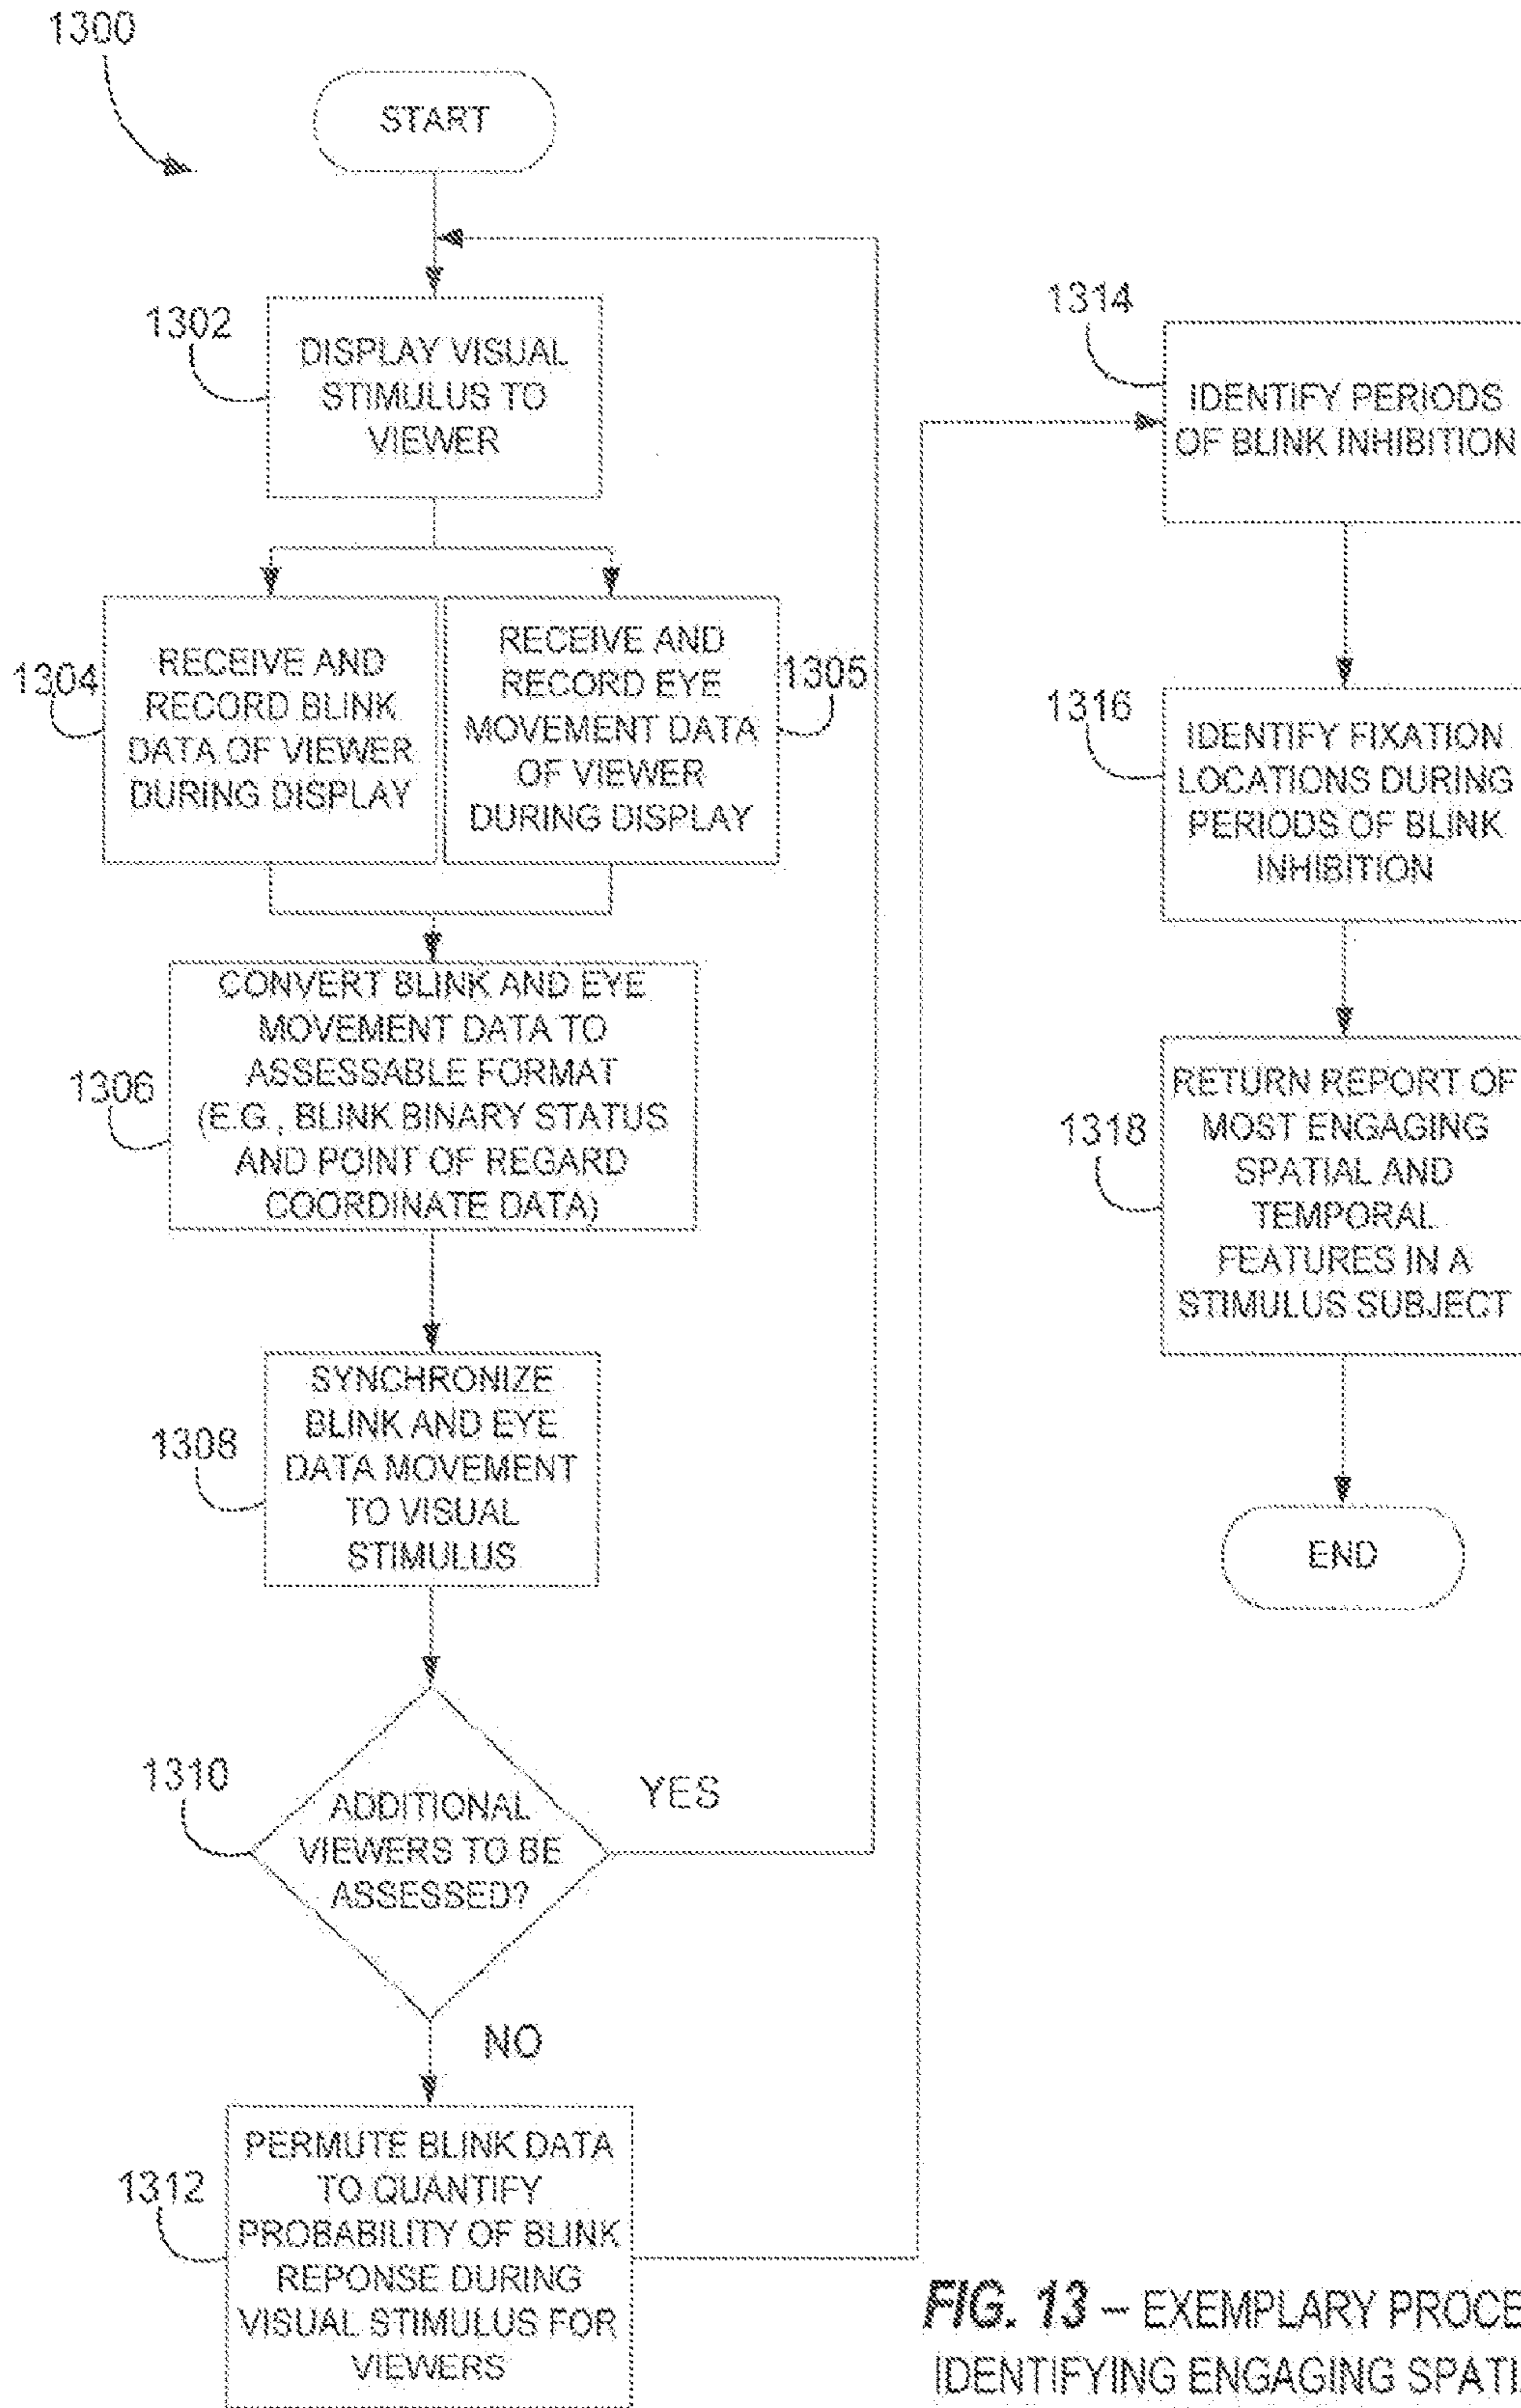 1300
START
1302
DISPLAY VISUAL
STIMULUS TO
VIEWER
1304
RECEIVE AND
RECORD BLINK
DATA OF VIEWER
DURING DISPLAY
RECEIVE AND
RECORD EYE
MOVEMENT DATA
OF VIEWER
DURING DISPLAY
1305
1306
CONVERT BLINK AND EYE
MOVEMENT DATA TO
ASSESSABLE FORMAT
(E.G., BLINK BINARY STATUS
AND POINT OF REGARD
COORDINATE DATA)
1308
SYNCHRONIZE
BLINK AND EYE
DATA MOVEMENT
TO VISUAL
STIMULUS
1310
ADDITIONAL
VIEWERS TO BE
ASSESSED?
YES
NO
1312
PERMUTE BLINK DATA
TO QUANTIFY
PROBABILITY OF BLINK
REPONSE DURING
VISUAL STIMULUS FOR
VIEWERS
1314
IDENTIFY PERIODS
OF BLINK INHIBITION
1316
IDENTIFY FIXATION
LOCATIONS DURING
PERIODS OF BLINK
INHIBITION
1318
RETURN REPORT OF
MOST ENGAGING
SPATIAL AND
TEMPORAL
FEATURES IN A
STIMULUS SUBJECT
END
FIG. 13 – EXEMPLARY PROCE
IDENTIFYING ENGAGING SPATI